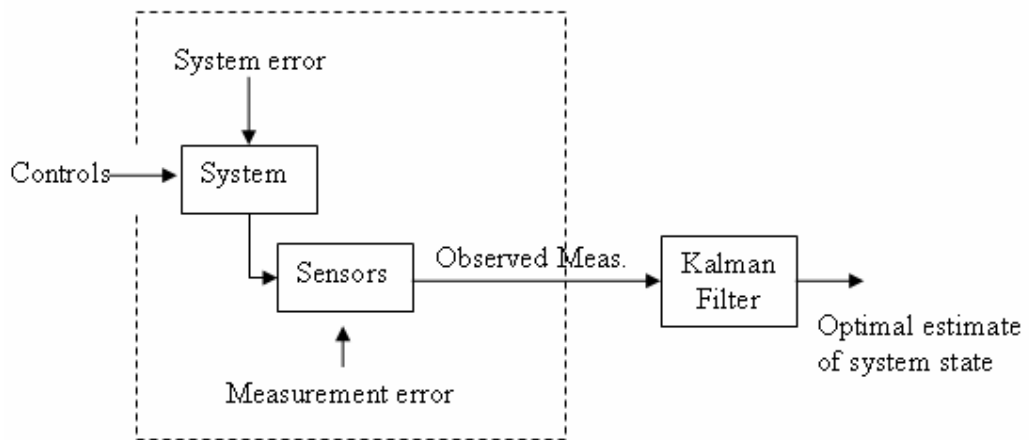 System error
Controls
System
Sensors
Observed Meas.
Kalman
Filter
Optimal estimate
of system state
Measurement error